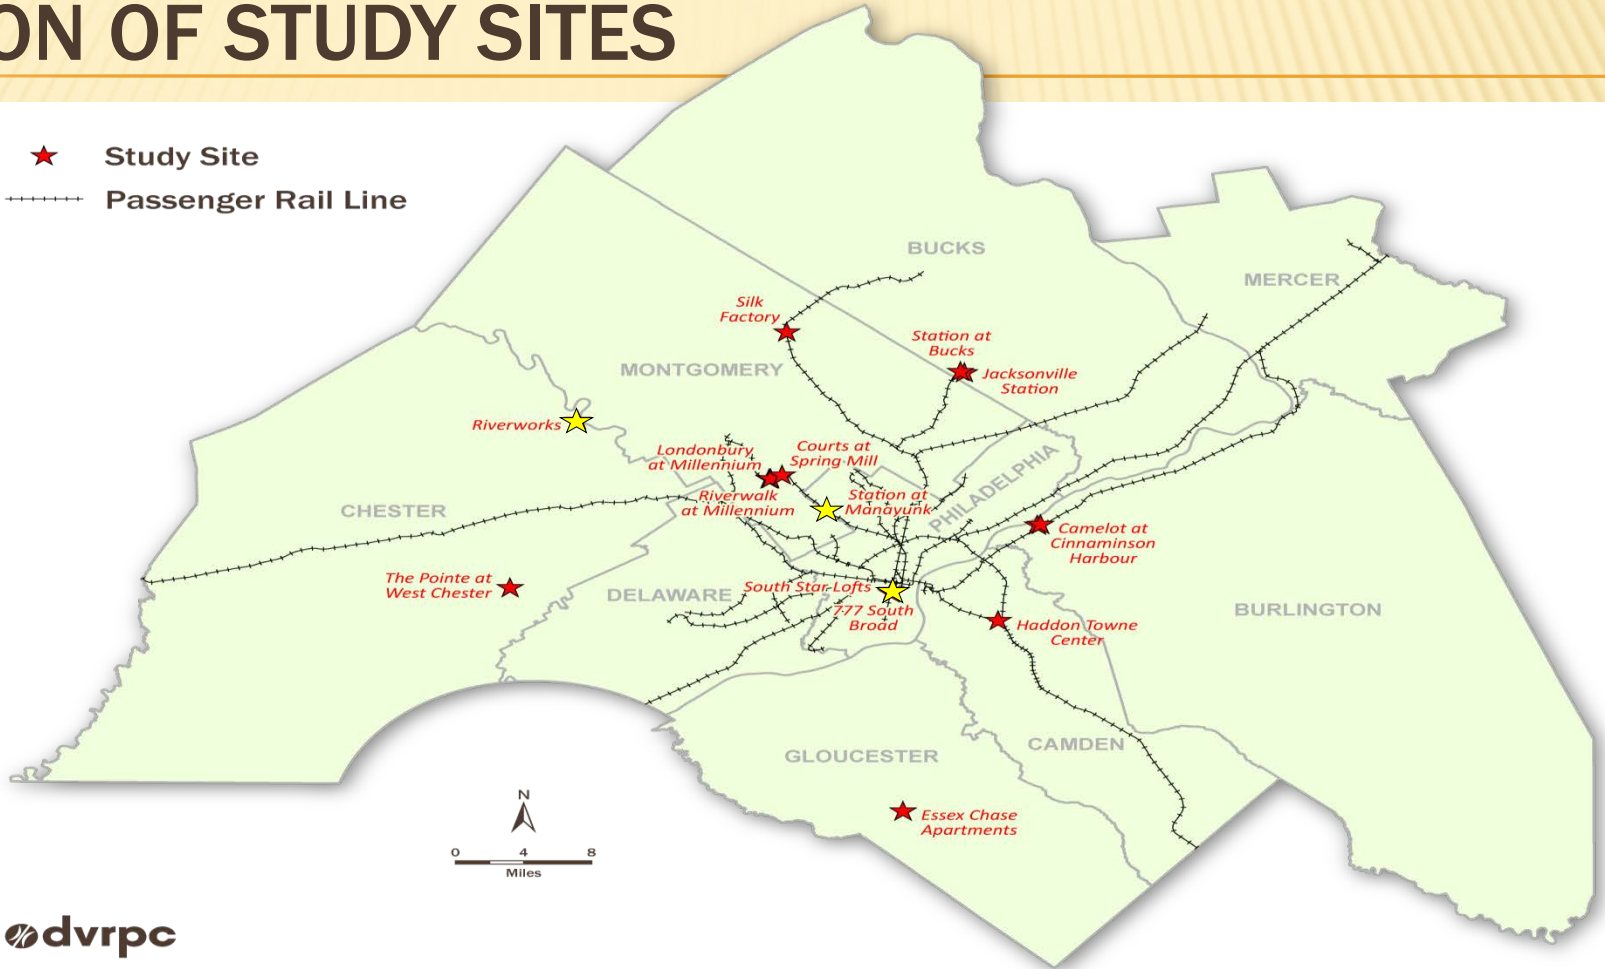 ON OF STUDY SITES
Study Site
Passenger Rail Line
BUCKS
MERCER
Silk
Factory
Station at
Bucks
Jacksonville
Station
MONTGOMERY
Riverworks
Londonbury
at Millennium
Courts at
Spring Mill
Riverwalk
at Millennium
Station at
Manayunk
PHILADELPHIA
CHESTER
Camelot at
Cinnaminson
Harbour
The Pointe at
West Chester
DELAWARE
South Star Lofts
777 South
Broad
BURLINGTON
Haddon Towne
Center
CAMDEN
GLOUCESTER
Essex Chase
Apartments
N
0 4 8
Miles
dvrpc